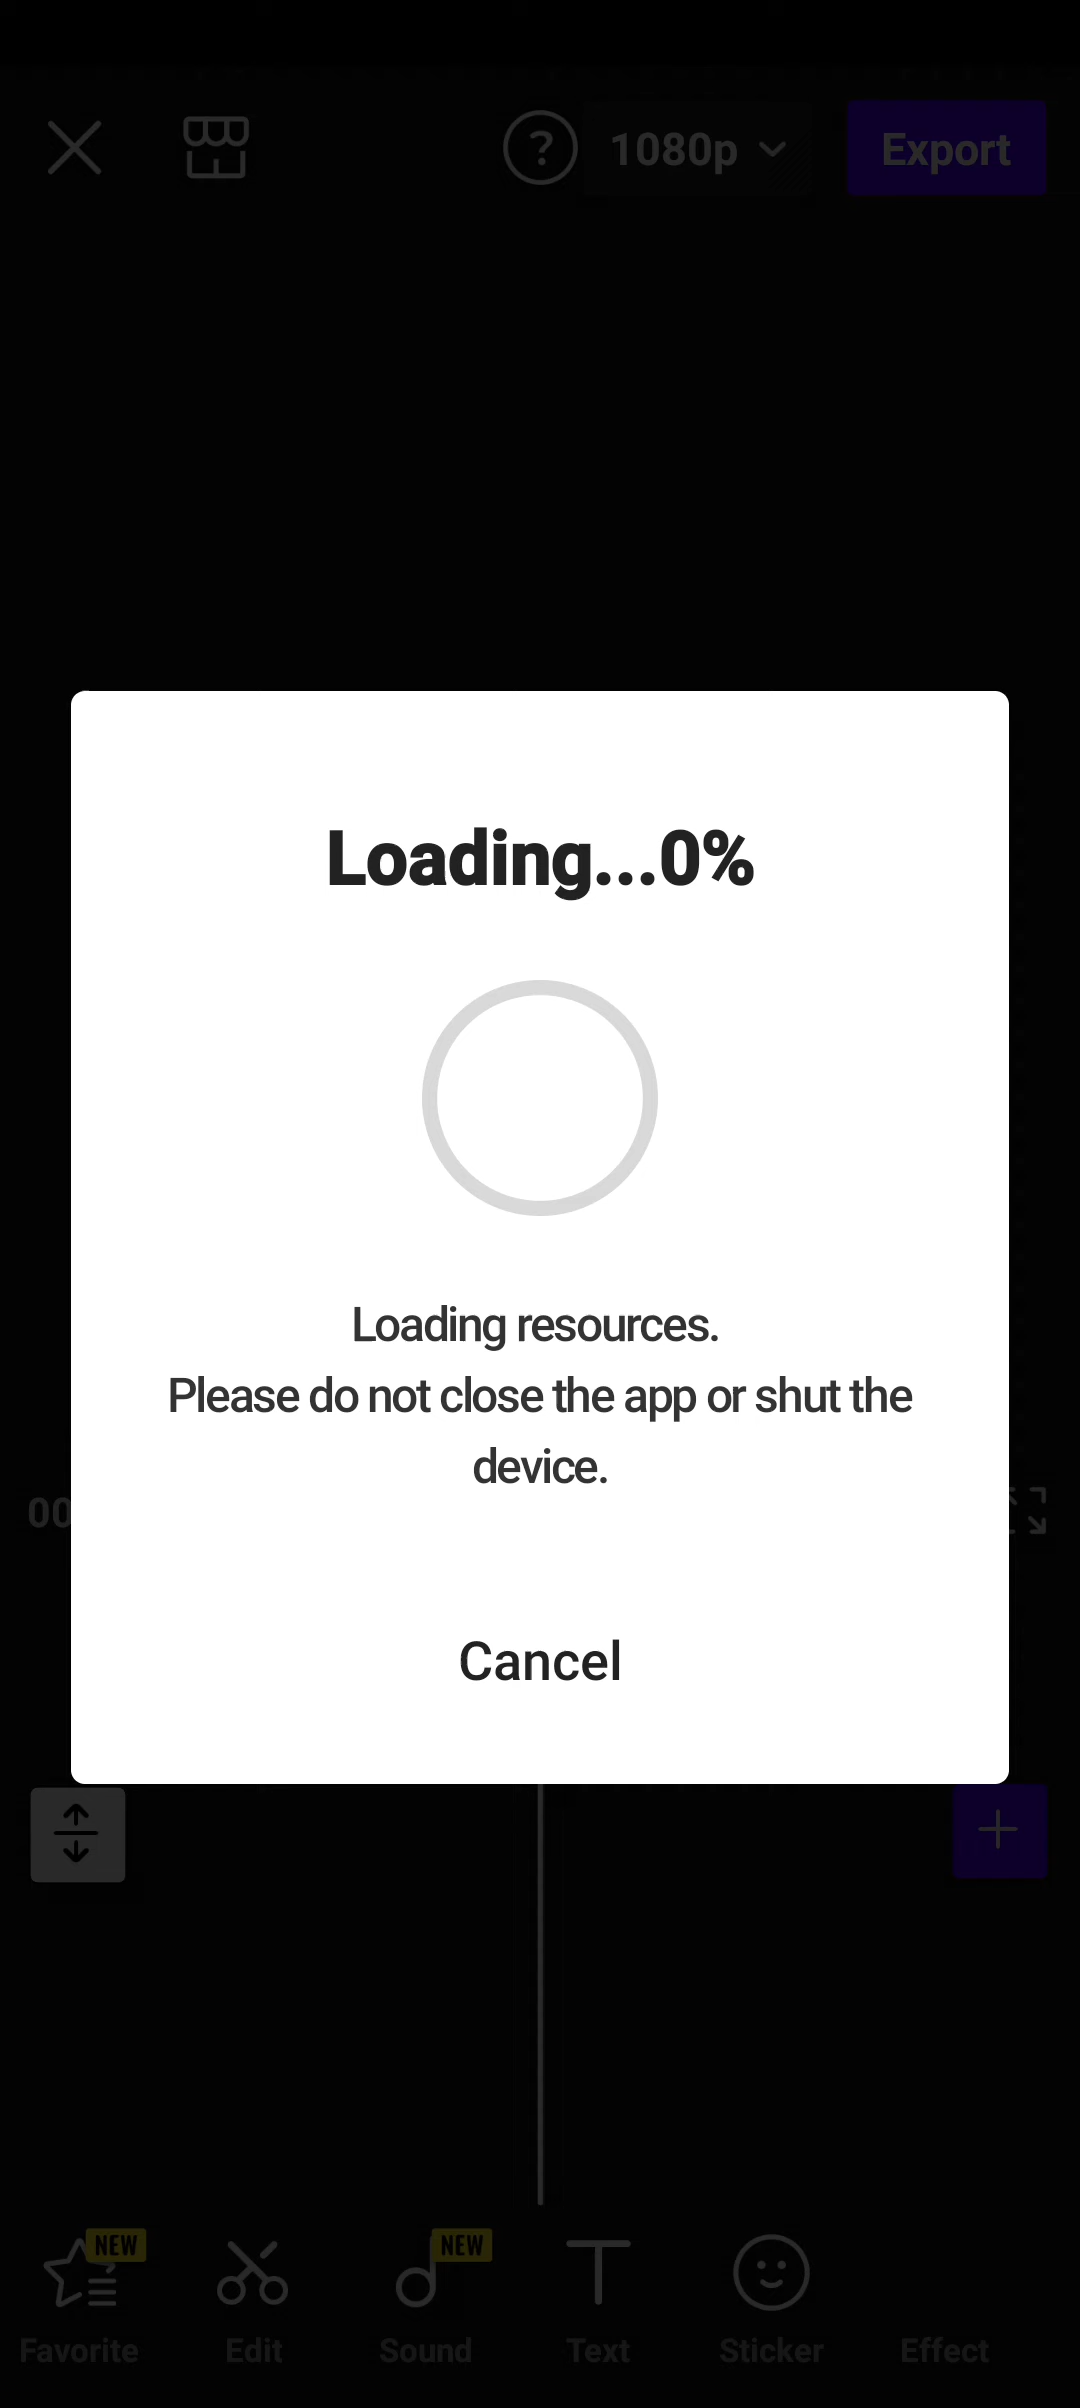 1080p
Export
Loading...0%
Loading resources.
Please do not close the app or shut the
device.
00
Cancel
NEW
NEW
Favorite
Edit
Sound
Text
Sticker
Effect